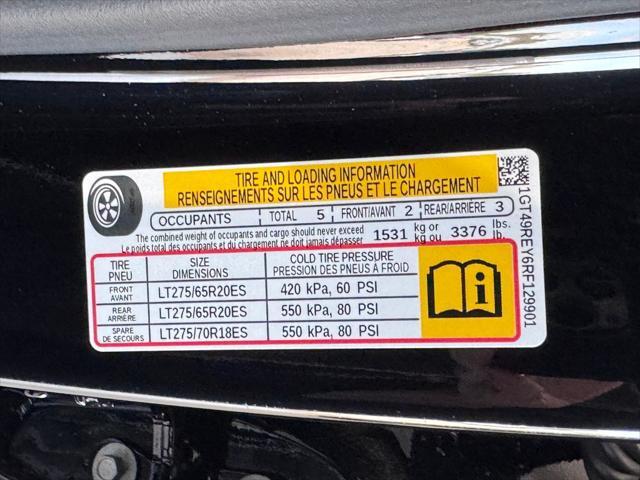 TIRE AND LOADING INFORMATION
RENSEIGNEMENTS SUR LES PNEUS ET LE CHARGEMENT
OCCUPANTS TOTAL 5 FRONT/AVANT 2 REAR/ARRIÈRE 3
The combined weight of occupants and cargo should never exceed 1531 kg or 3376 lbs.
Le poids total des occupants et du chargement ne doit jamais dépasser kg ou lb.
TIRE PNEU SIZE DIMENSIONS COLD TIRE PRESSURE PRESSION DES PNEUS A FROID
FRONT AVANT LT275/65R20ES 420 kPa, 60 PSI
REAR ARRIÈRE LT275/65R20ES 550 kPa, 80 PSI
SPARE DE SECOURS LT275/70R18ES 550 kPa, 80 PSI
1GT49REY6RF129901